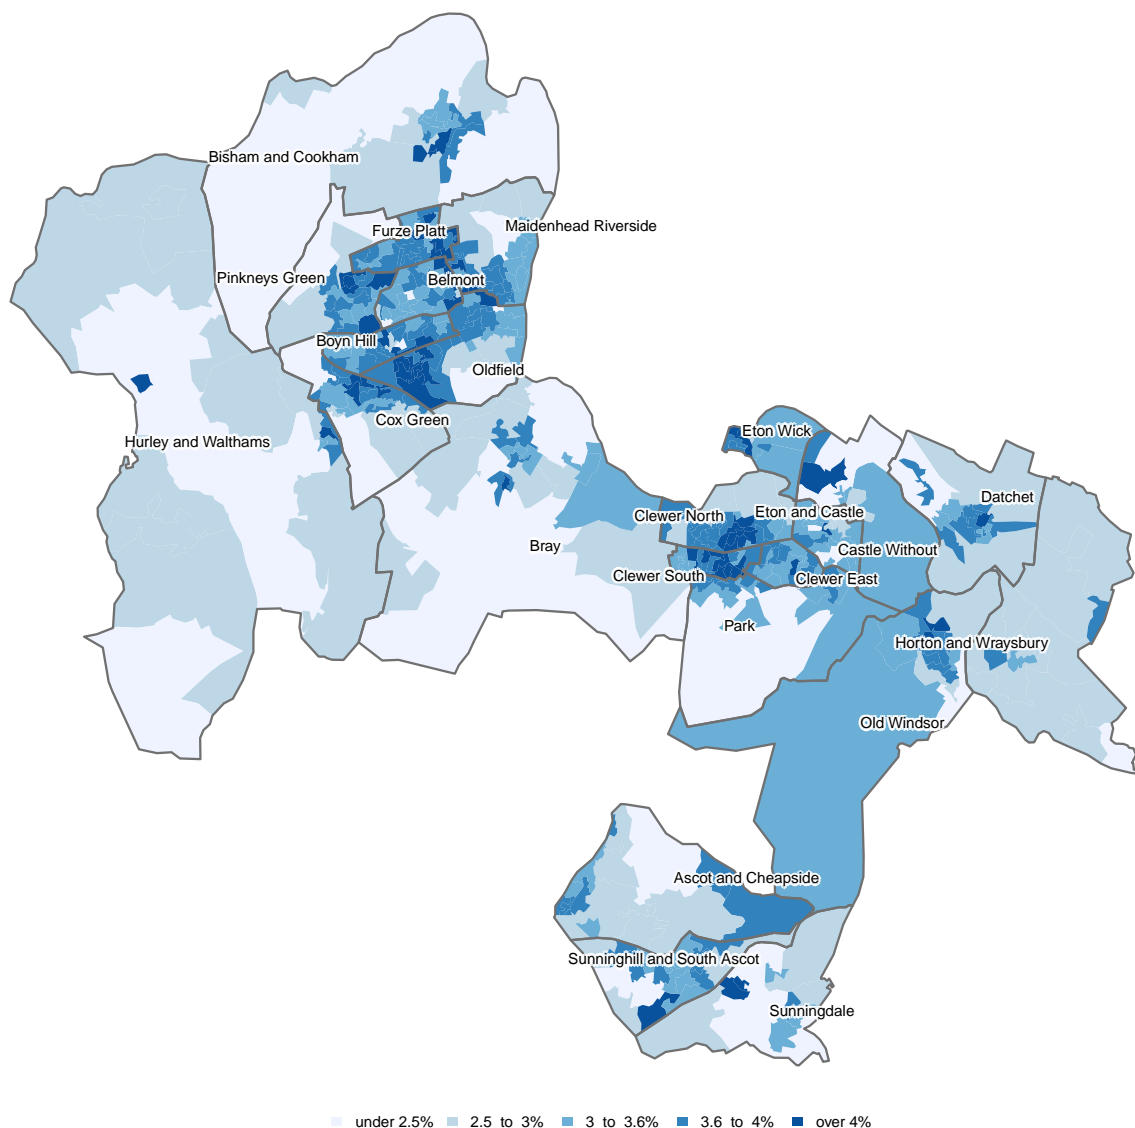 Bisham and Cookham
Furze Platt
Maidenhead Riverside
Pinkneys Green
Belmont
Boyn Hill
Oldfield
Cox Green
Hurley and Walthams
Eton Wick
Datchet
Clewer North
Eton and Castle
Bray
Castle Without
Clewer South
Clewer East
Park
Horton and Wraysbury
Old Windsor
Ascot and Cheapside
Sunninghill and South Ascot
Sunningdale
under 2.5% 2.5 to 3% 3 to 3.6% 3.6 to 4% over 4%